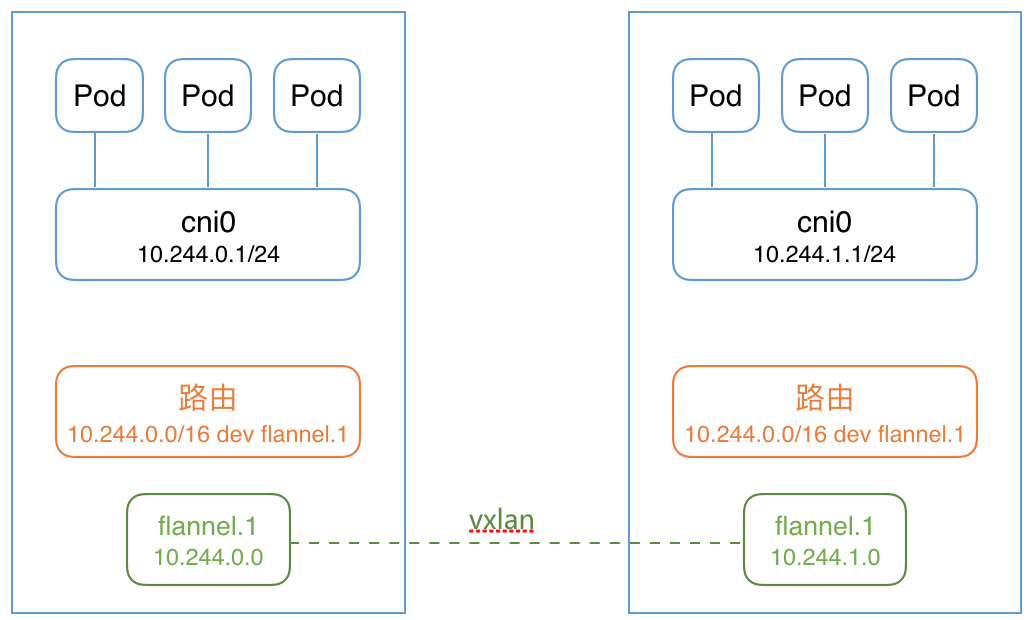 Pod
Pod
Pod
cni0
10.244.0.1/24
路由
10.244.0.0/16 dev flannel.1
flannel.1
10.244.0.0
vxlan
Pod
Pod
Pod
cni0
10.244.1.1/24
路由
10.244.0.0/16 dev flannel.1
flannel.1
10.244.1.0